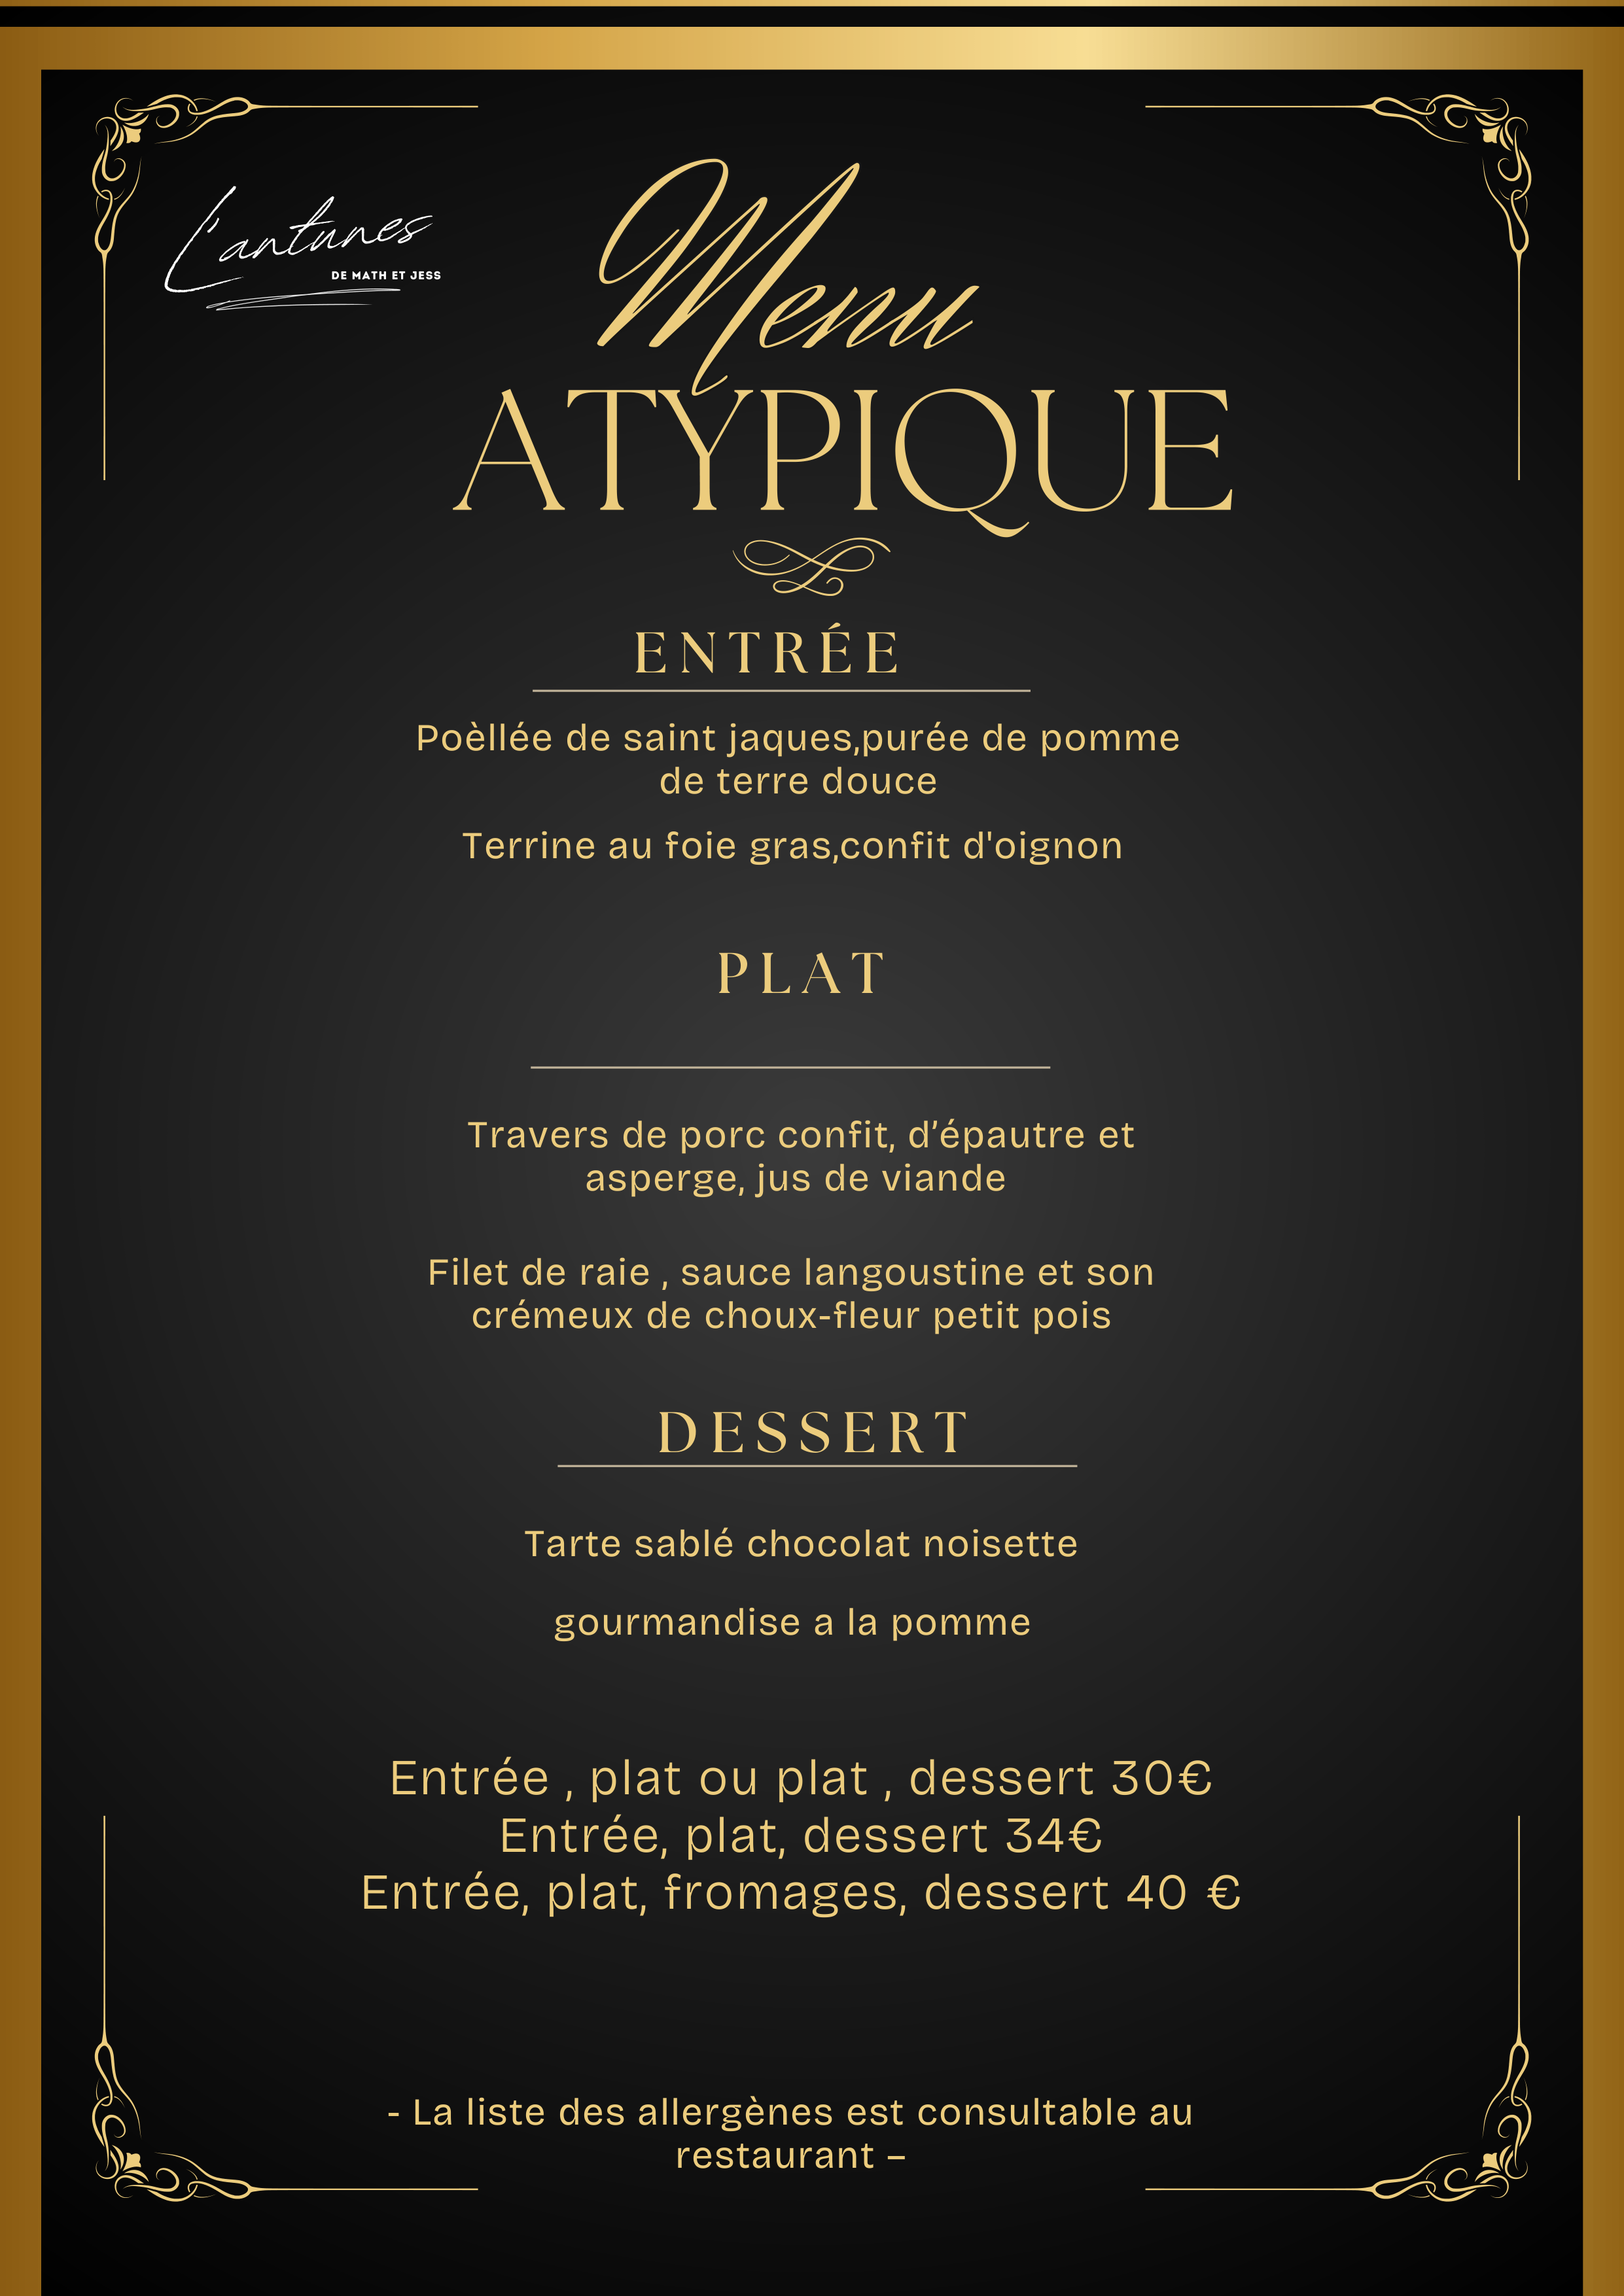 L'antunes
DE MATH ET JESS
Menu
ATYPIQUE
ENTRÉE
Poèllée de saint jaques,purée de pomme
de terre douce
Terrine au foie gras,confit d'oignon
PLAT
Travers de porc confit, d’épautre et
asperge, jus de viande
Filet de raie , sauce langoustine et son
crémeux de choux-fleur petit pois
DESSERT
Tarte sablé chocolat noisette
gourmandise a la pomme
Entrée , plat ou plat , dessert 30€
Entrée, plat, dessert 34€
Entrée, plat, fromages, dessert 40 €
- La liste des allergènes est consultable au
restaurant –